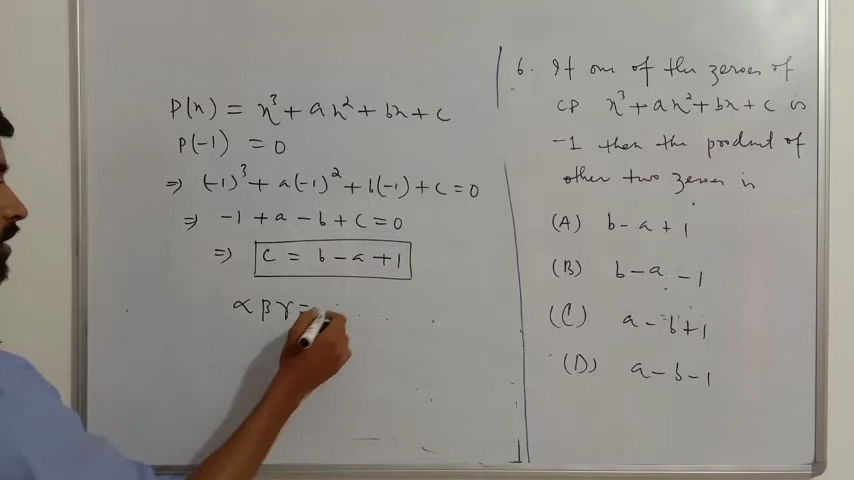 P(x) = x³ + ax² + bx + c
P(-1) = 0
⇒ (-1)³ + a(-1)² + b(-1) + c = 0
⇒ -1 + a - b + c = 0
⇒ c = b - a + 1
α β γ =
6. If one of the zeroes of
CP x³ + ax² + bx + c is
-1 then the product of
other two zeroes is
(A) b - a + 1
(B) b - a - 1
(C) a - b + 1
(D) a - b - 1